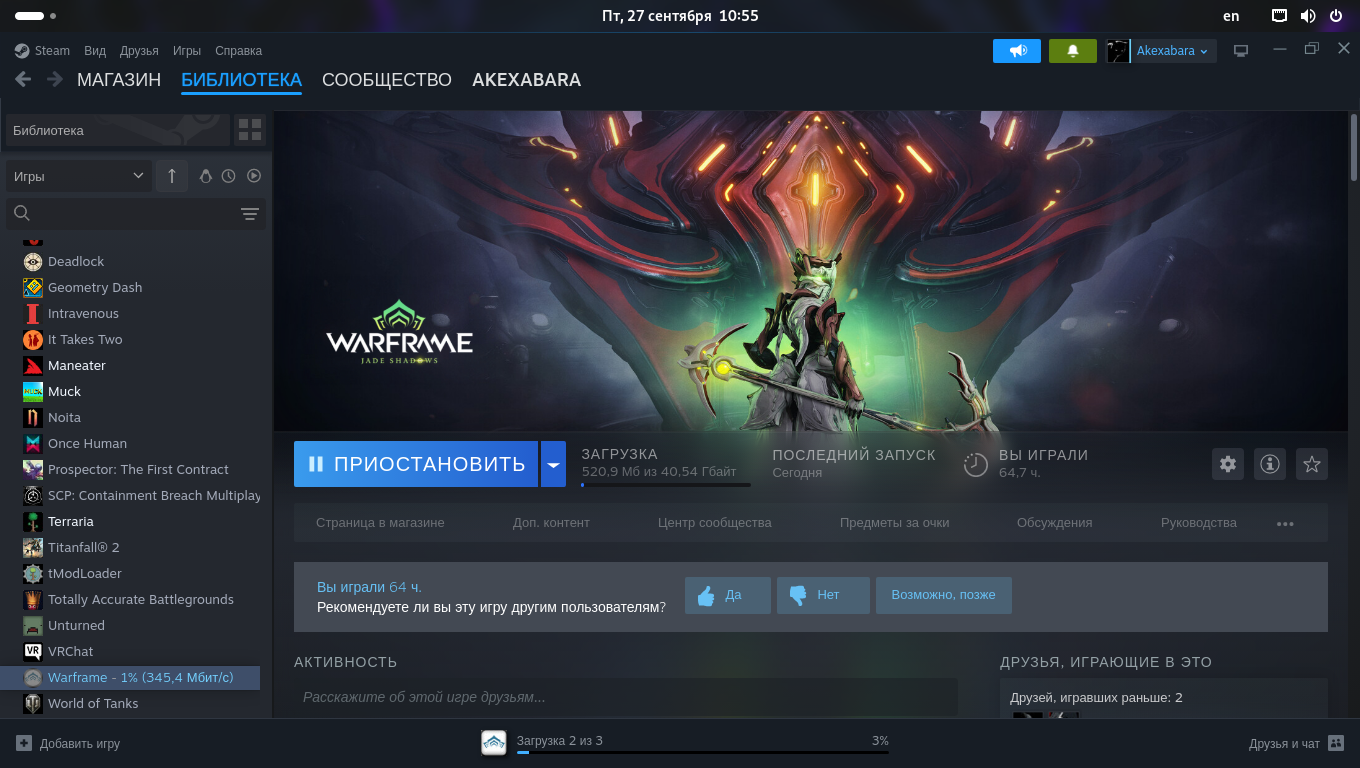 Пт, 27 сентября 10:55
en
Steam Вид Друзья Игры Справка
Akexabara
МАГАЗИН БИБЛИОТЕКА СООБЩЕСТВО AKEXABARA
Библиотека
Игры
Deadlock
Geometry Dash
Intravenous
It Takes Two
Maneater
Muck
Noita
Once Human
Prospector: The First Contract
SCP: Containment Breach Multiplay
Terraria
Titanfall® 2
tModLoader
Totally Accurate Battlegrounds
Unturned
VRChat
Warframe - 1% (345,4 Мбит/с)
World of Tanks
WARFRAME
JADE SHADOWS
ПРИОСТАНОВИТЬ
ЗАГРУЗКА
520,9 Мб из 40,54 Гбайт
ПОСЛЕДНИЙ ЗАПУСК
Сегодня
ВЫ ИГРАЛИ
64,7 ч.
Страница в магазине Доп. контент Центр сообщества Предметы за очки Обсуждения Руководства
Вы играли 64 ч.
Рекомендуете ли вы эту игру другим пользователям?
Да Нет Возможно, позже
АКТИВНОСТЬ
Расскажите об этой игре друзьям...
ДРУЗЬЯ, ИГРАЮЩИЕ В ЭТО
Друзей, игравших раньше: 2
Добавить игру
Загрузка 2 из 3
3%
Друзья и чат